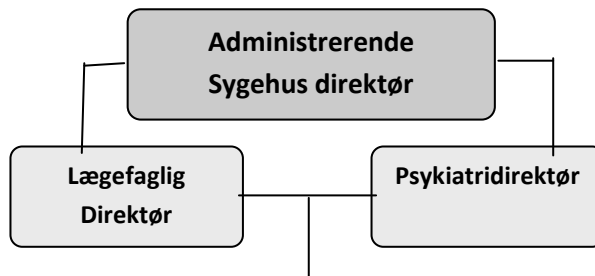 Administrerende
Sygehus direktør
Lægefaglig
Direktør
Psykiatridirektør